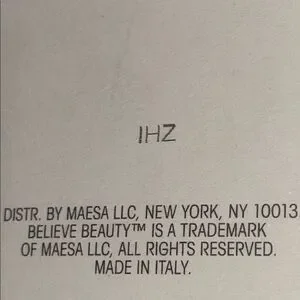 IHZ
DISTR. BY MAESA LLC, NEW YORK, NY 10013
BELIEVE BEAUTY™ IS A TRADEMARK
OF MAESA LLC, ALL RIGHTS RESERVED.
MADE IN ITALY.